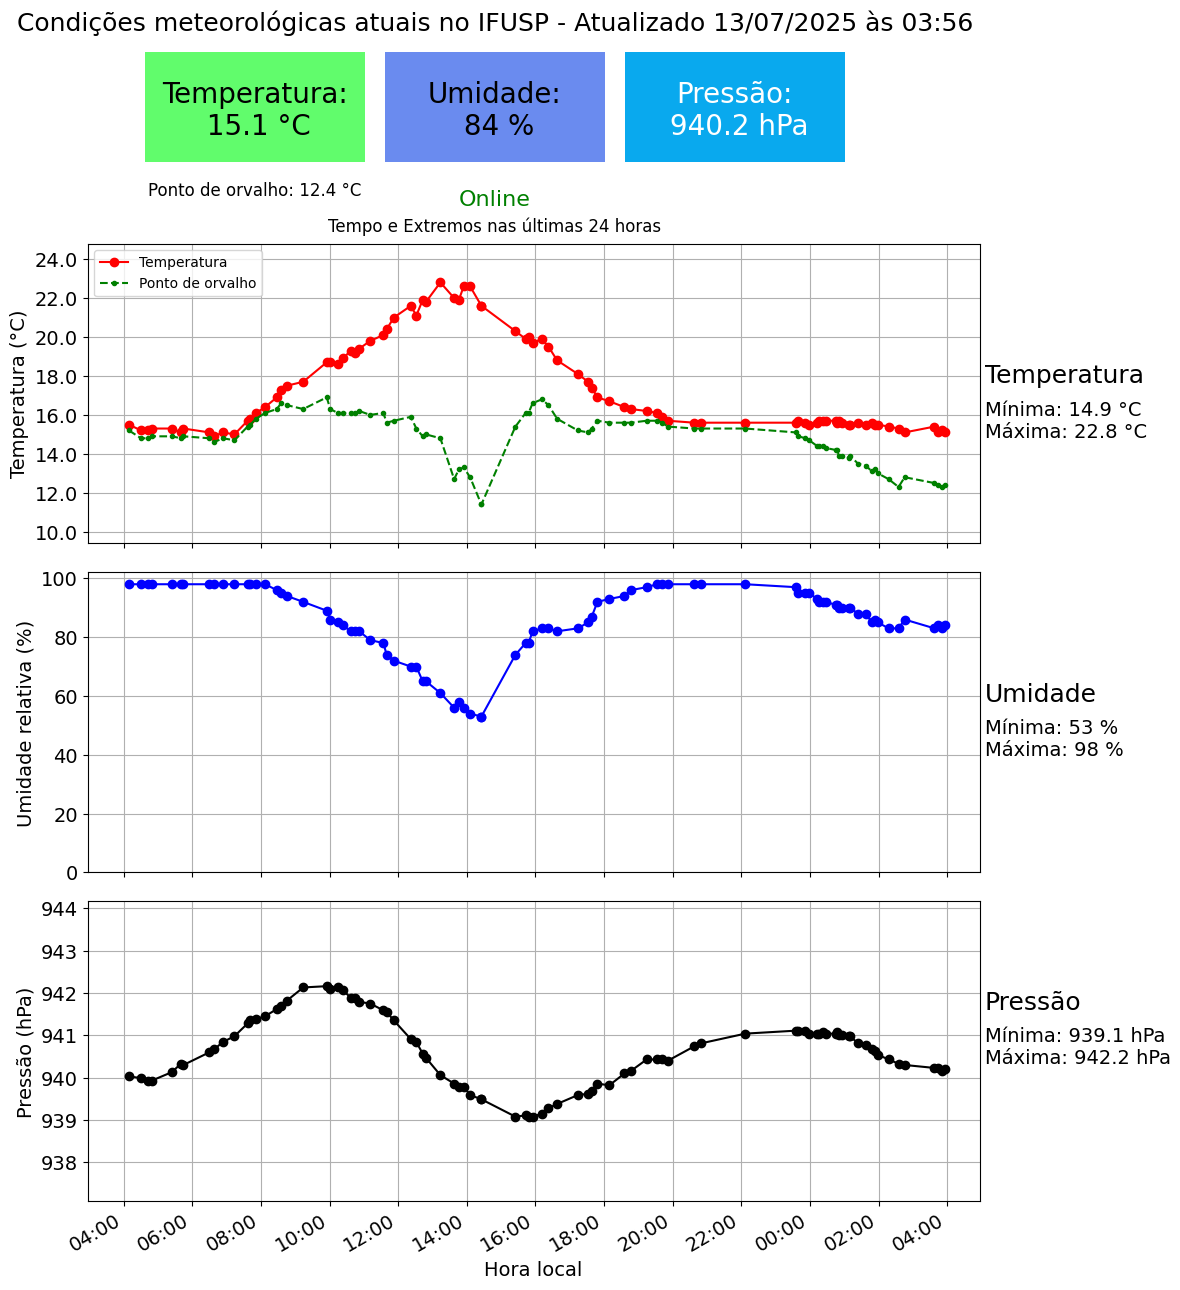 Condições meteorológicas atuais no IFUSP - Atualizado 13/07/2025 às 03:56
Temperatura:
15.1 °C
Umidade:
84 %
Pressão:
940.2 hPa
Ponto de orvalho: 12.4 °C
Online
Tempo e Extremos nas últimas 24 horas
Temperatura
Ponto de orvalho
Temperatura (°C)
24.0
22.0
20.0
18.0
16.0
14.0
12.0
10.0
Temperatura
Mínima: 14.9 °C
Máxima: 22.8 °C
Umidade relativa (%)
100
80
60
40
20
0
Umidade
Mínima: 53 %
Máxima: 98 %
Pressão (hPa)
944
943
942
941
940
939
938
Pressão
Mínima: 939.1 hPa
Máxima: 942.2 hPa
04:00 06:00 08:00 10:00 12:00 14:00 16:00 18:00 20:00 22:00 00:00 02:00 04:00
Hora local